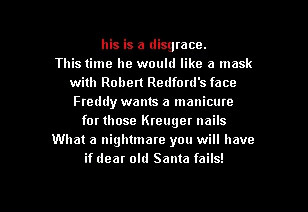 his is a disgrace.
This time he would like a mask
with Robert Redford's face
Freddy wants a manicure
for those Kreuger nails
What a nightmare you will have
if dear old Santa fails!